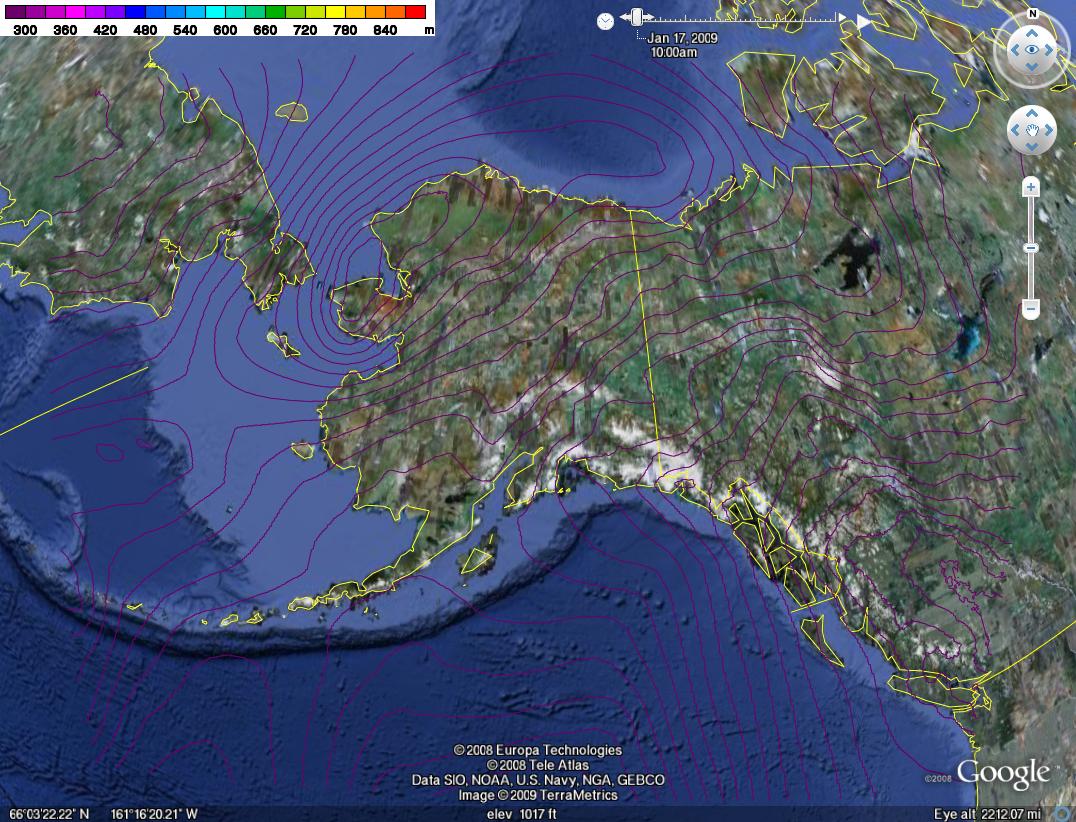 300 360 420 480 540 600 660 720 780 840 m
Jan 17, 2009
10:00am
N
© 2008 Europa Technologies
© 2008 Tele Atlas
Data SIO, NOAA, U.S. Navy, NGA, GEBCO
Image © 2009 TerraMetrics
©2008 Google™
66°03'22.22" N 161°16'20.21" W elev 1017 ft Eye alt 2212.07 mi